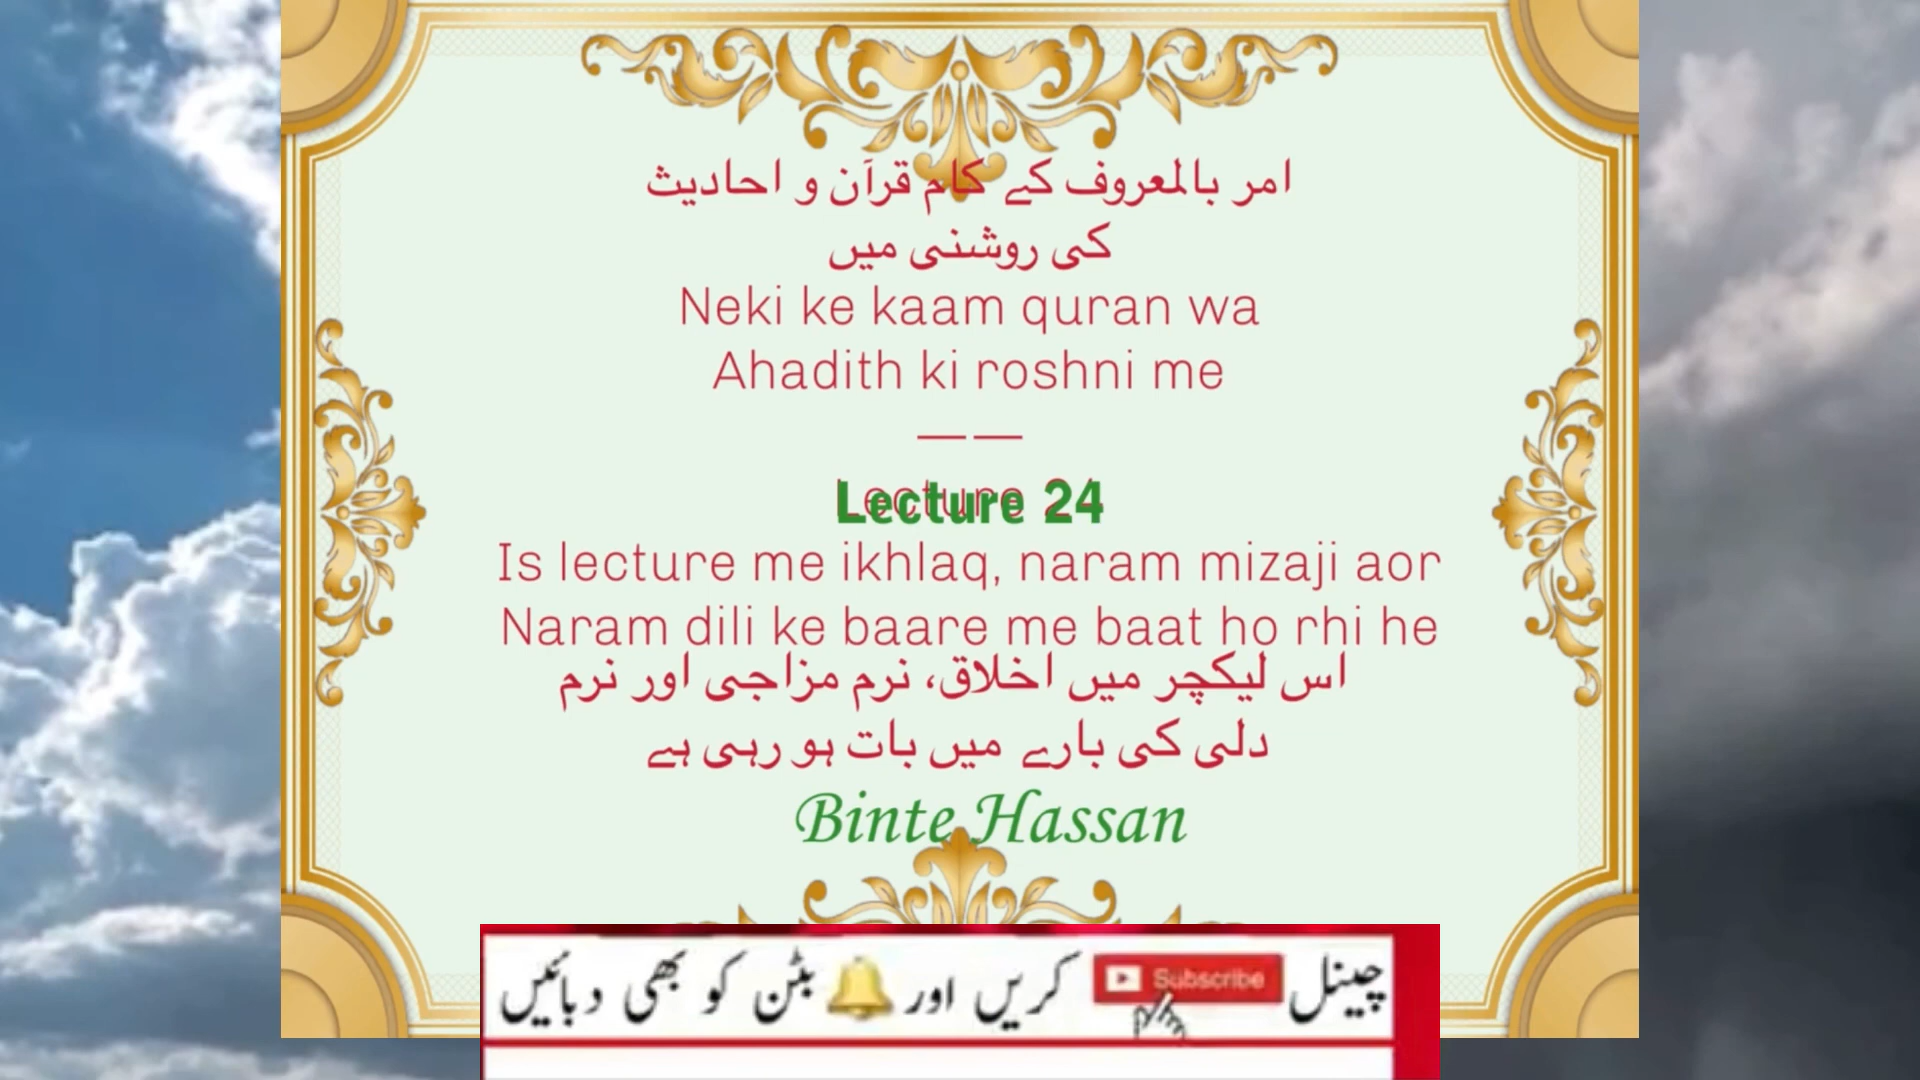 امر بالمعروف کے کام قرآن و احادیث
کی روشنی میں
Neki ke kaam quran wa
Ahadith ki roshni me
——
Lecture 24
Is lecture me ikhlaq, naram mizaji aor
Naram dili ke baare me baat ho rhi he
اس لیکچر میں اخلاق، نرم مزاجی اور نرم
دلی کی بارے میں بات ہو رہی ہے
Binte Hassan
چینل Subscribe کریں اور 🔔 بٹن کو بھی دبائیں